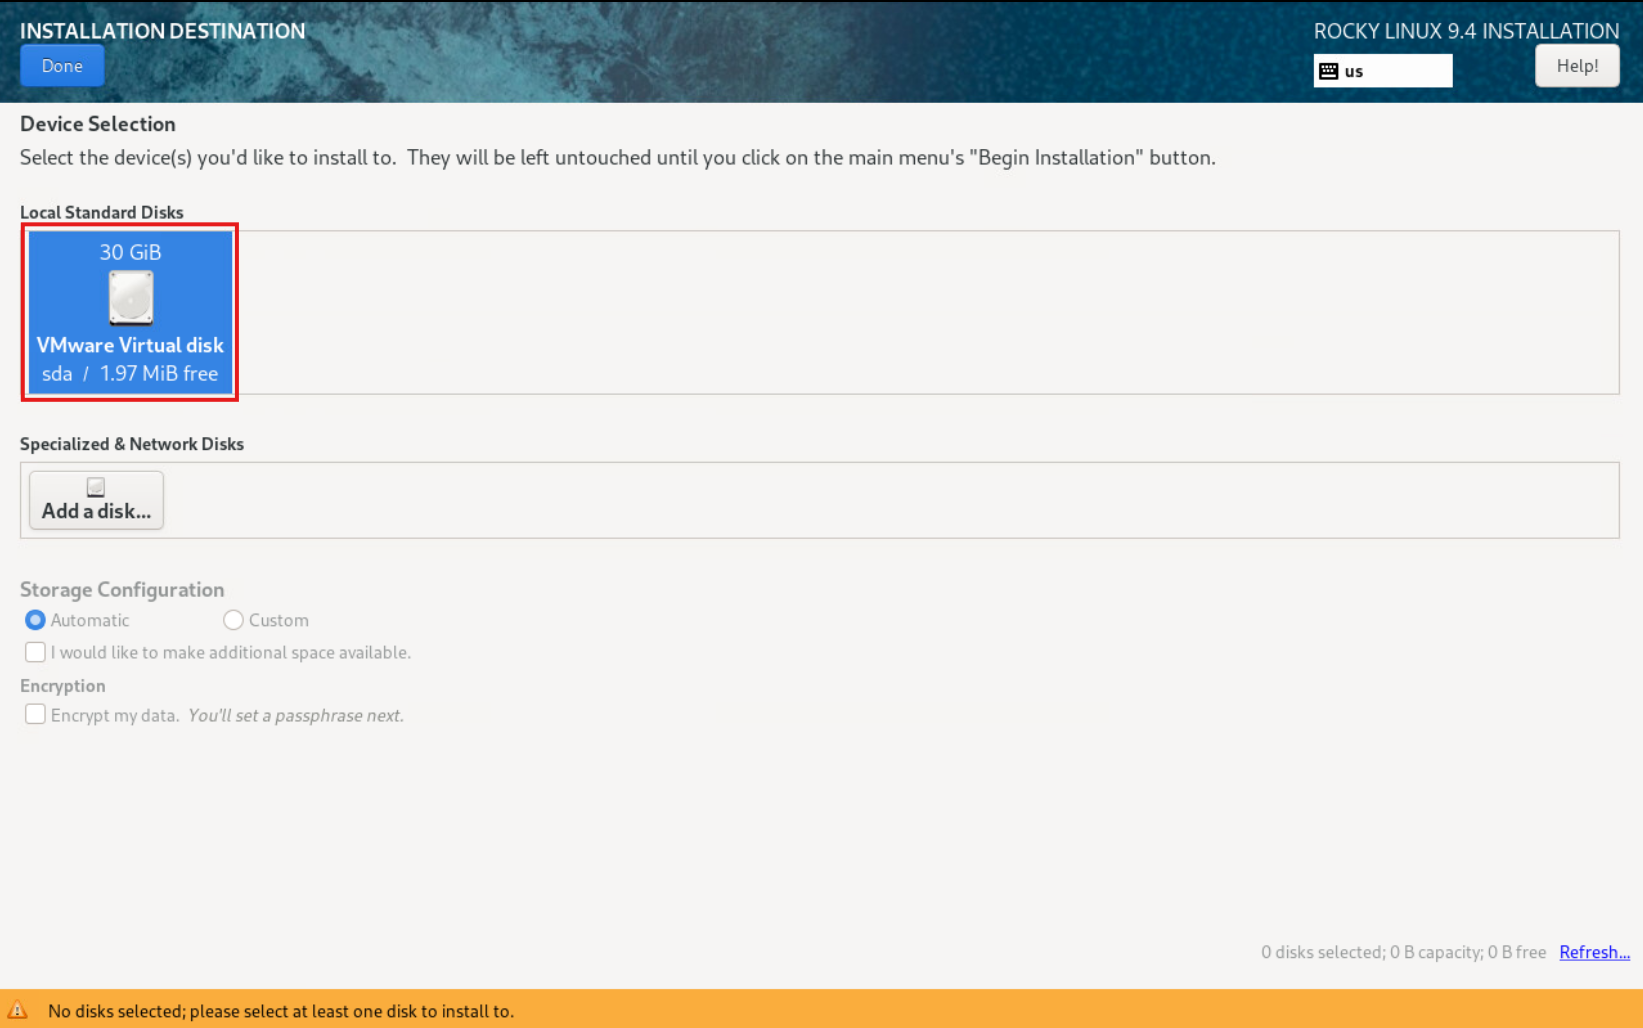 INSTALLATION DESTINATION
ROCKY LINUX 9.4 INSTALLATION
Done
us
Help!
Device Selection
Select the device(s) you'd like to install to.  They will be left untouched until you click on the main menu's "Begin Installation" button.
Local Standard Disks
30 GiB
VMware Virtual disk
sda / 1.97 MiB free
Specialized & Network Disks
Add a disk...
Storage Configuration
Automatic Custom
I would like to make additional space available.
Encryption
Encrypt my data. You'll set a passphrase next.
0 disks selected; 0 B capacity; 0 B free Refresh...
No disks selected; please select at least one disk to install to.